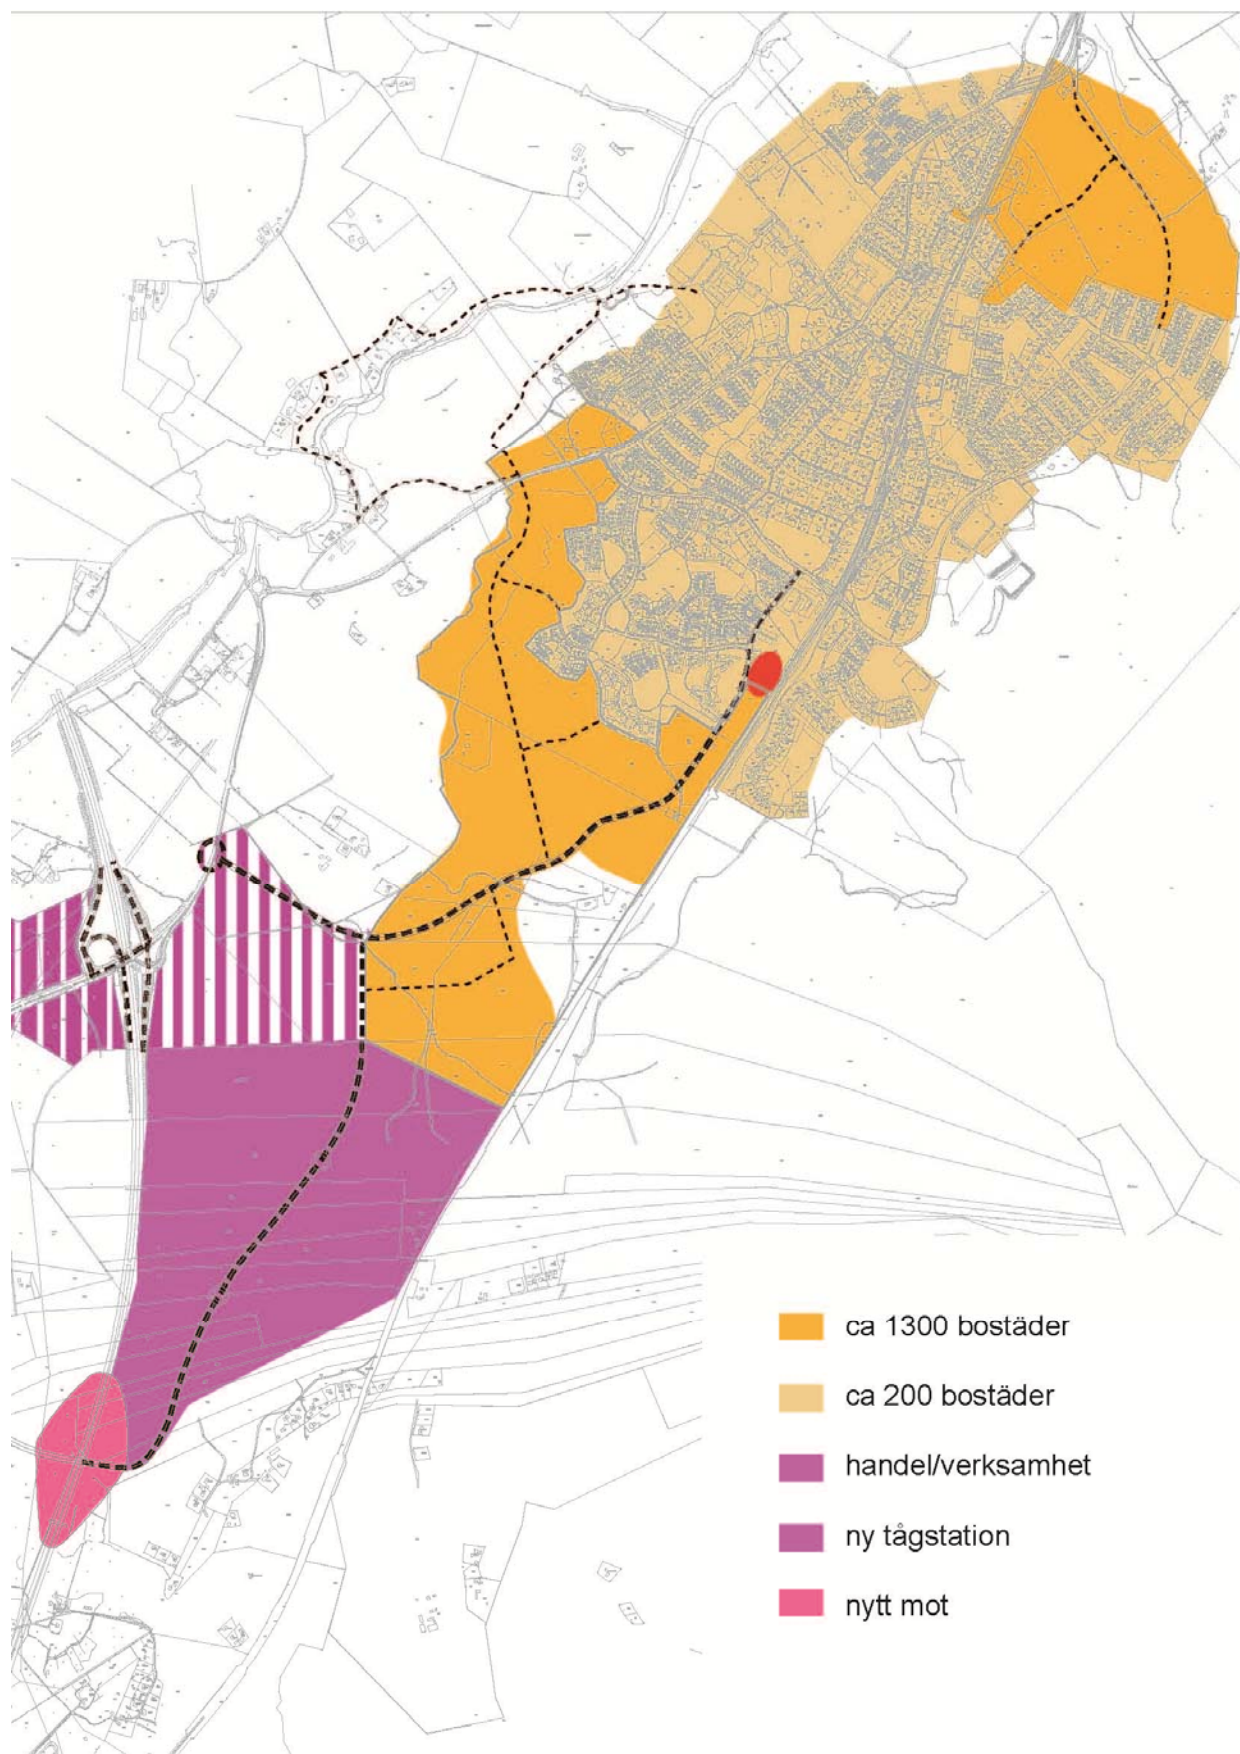 ca 1300 bostäder
ca 200 bostäder
handel/verksamhet
ny tågstation
nytt mot